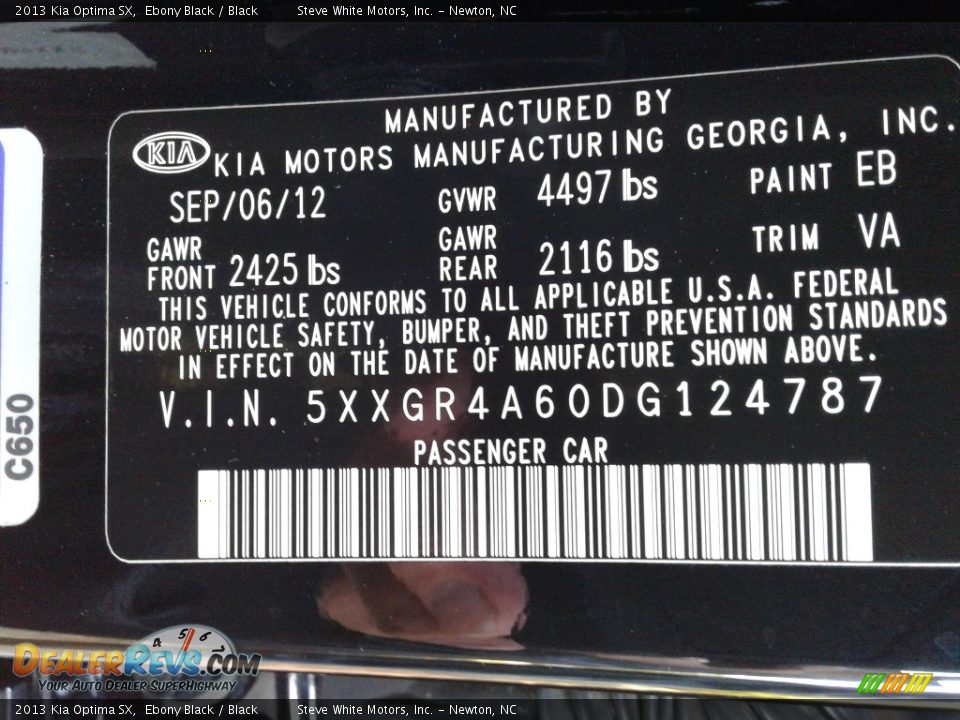 2013 Kia Optima SX, Ebony Black / Black Steve White Motors, Inc. - Newton, NC
MANUFACTURED BY
KIA KIA MOTORS MANUFACTURING GEORGIA, INC.
SEP/06/12 GVWR 4497 lbs PAINT EB
GAWR FRONT 2425 lbs GAWR REAR 2116 lbs TRIM VA
THIS VEHICLE CONFORMS TO ALL APPLICABLE U.S.A. FEDERAL
MOTOR VEHICLE SAFETY, BUMPER, AND THEFT PREVENTION STANDARDS
IN EFFECT ON THE DATE OF MANUFACTURE SHOWN ABOVE.
V.I.N. 5XXGR4A60DG124787
PASSENGER CAR
C650
4 5 6
DEALERREVS.COM
YOUR AUTO DEALER SUPERHIGHWAY
2013 Kia Optima SX, Ebony Black / Black Steve White Motors, Inc. - Newton, NC